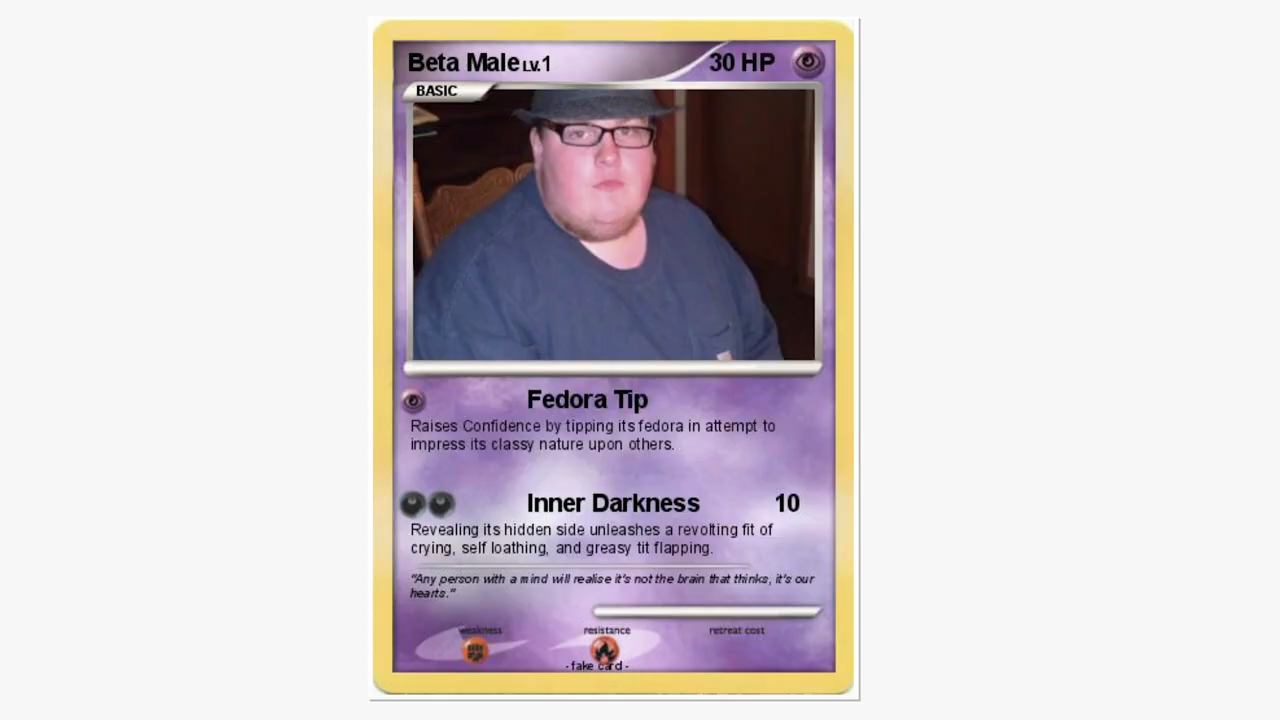 Beta Male LV.1 30 HP
BASIC
Fedora Tip
Raises Confidence by tipping its fedora in attempt to
impress its classy nature upon others.
Inner Darkness 10
Revealing its hidden side unleashes a revolting fit of
crying, self loathing, and greasy tit flapping.
"Any person with a mind will realise it's not the brain that thinks, it's our
hearts."
weakness resistance retreat cost
- fake card -